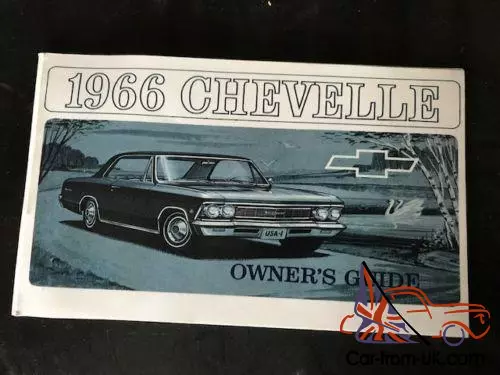 1966 CHEVELLE
USA-1
OWNER'S GUIDE
Car-from-uk.com